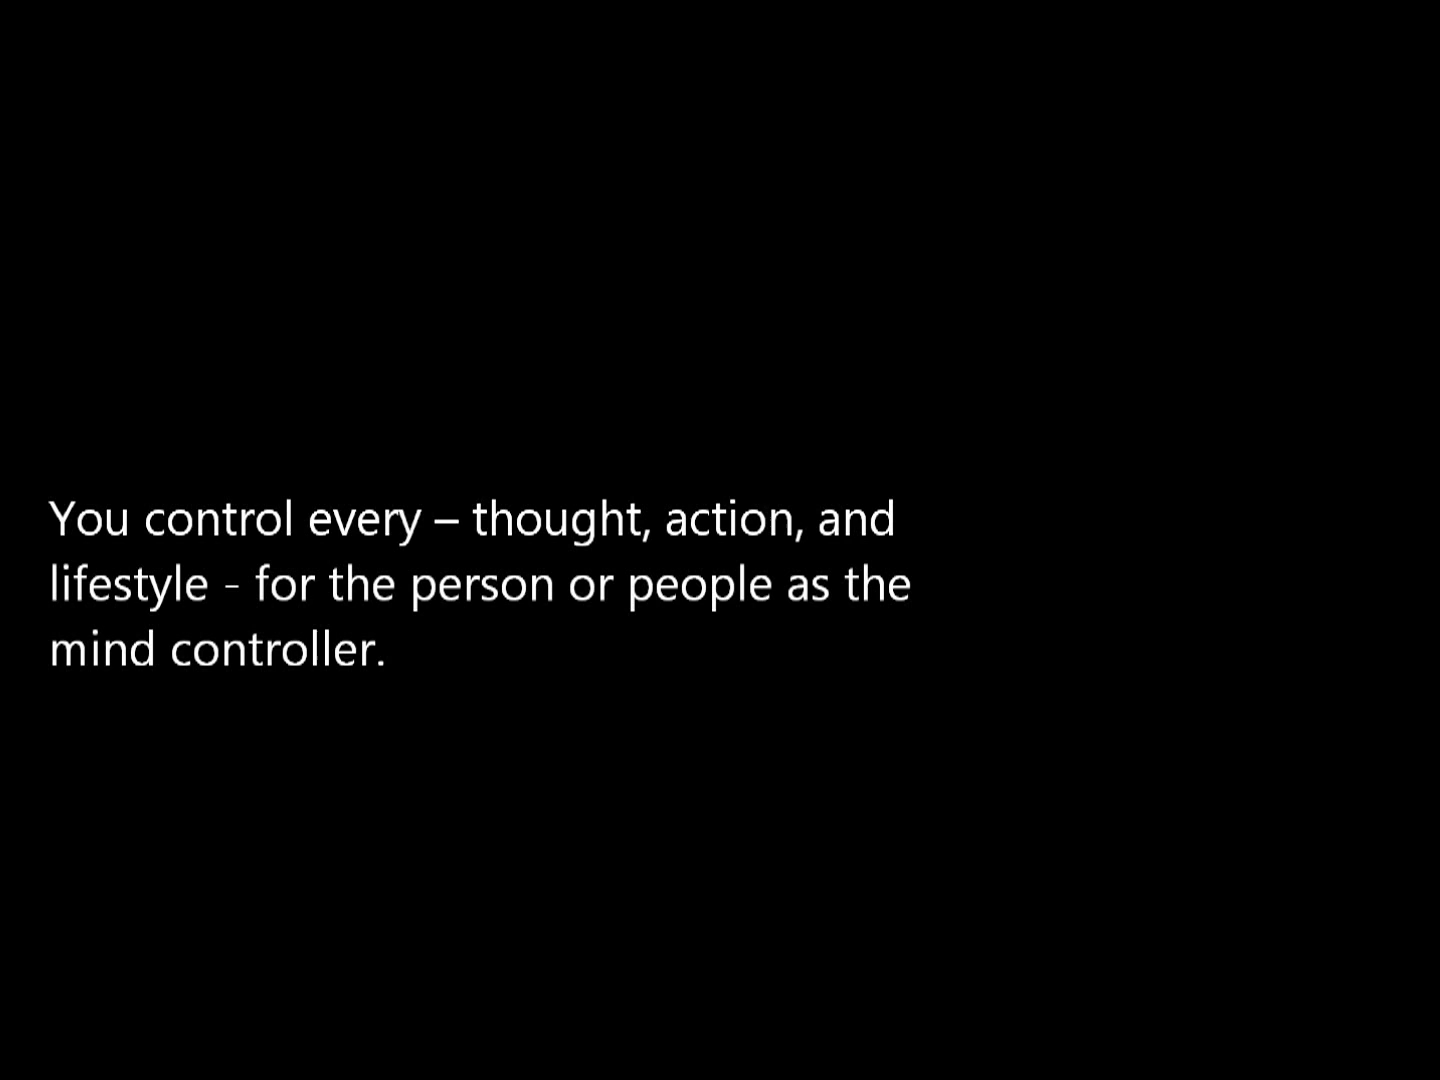 You control every – thought, action, and
lifestyle - for the person or people as the
mind controller.